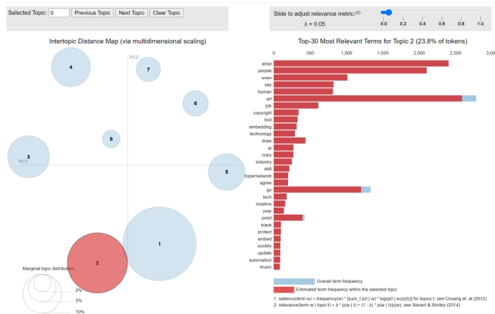 Selected Topic: 0
Previous Topic
Next Topic
Clear Topic
Slide to adjust relevance metric:(2)
λ = 0.05
0.0
0.2
0.4
0.6
0.8
1.0
Intertopic Distance Map (via multidimensional scaling)
PC2
PC1
4
7
6
8
3
5
1
2
Marginal topic distribution
2%
5%
10%
Top-30 Most Relevant Terms for Topic 2 (23.8% of tokens)
0
500
1,000
1,500
2,000
2,500
artist
people
even
human
art
job
copyright
tool
embedding
technology
draw
ai
copy
industry
skill
hypernetwork
agree
go
tech
creative
year
point
black
protect
embed
society
update
automation
music
Overall term frequency
Estimated term frequency within the selected topic
1. saliency(term w) = frequency(w) * [sum_t p(t | w) * log(p(t | w)/p(t))] for topics t; see Chuang et. al (2012)
2. relevance(term w | topic t) = λ * p(w | t) + (1 - λ) * p(w | t)/p(w); see Sievert & Shirley (2014)